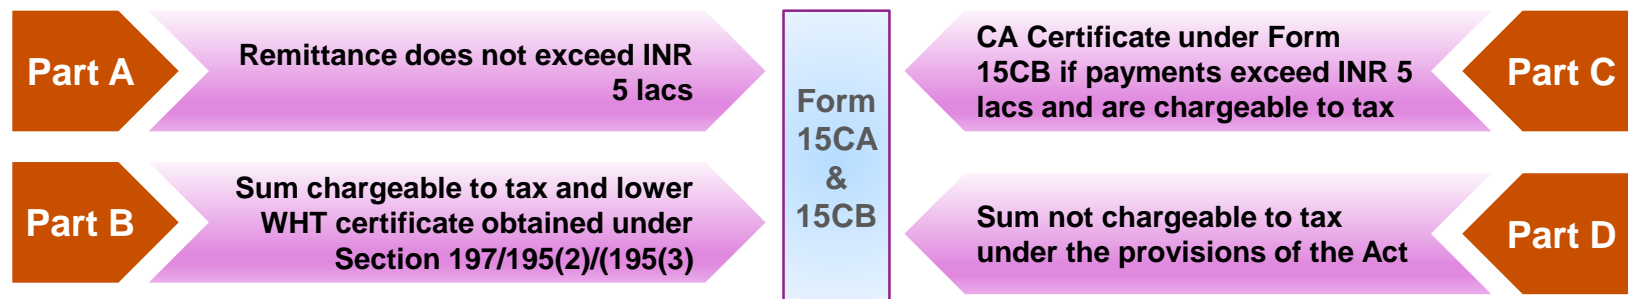 Part A
Remittance does not exceed INR
5 lacs
Part B
Sum chargeable to tax and lower
WHT certificate obtained under
Section 197/195(2)/(195(3)
Form
15CA
&
15CB
CA Certificate under Form
15CB if payments exceed INR 5
lacs and are chargeable to tax
Part C
Sum not chargeable to tax
under the provisions of the Act
Part D